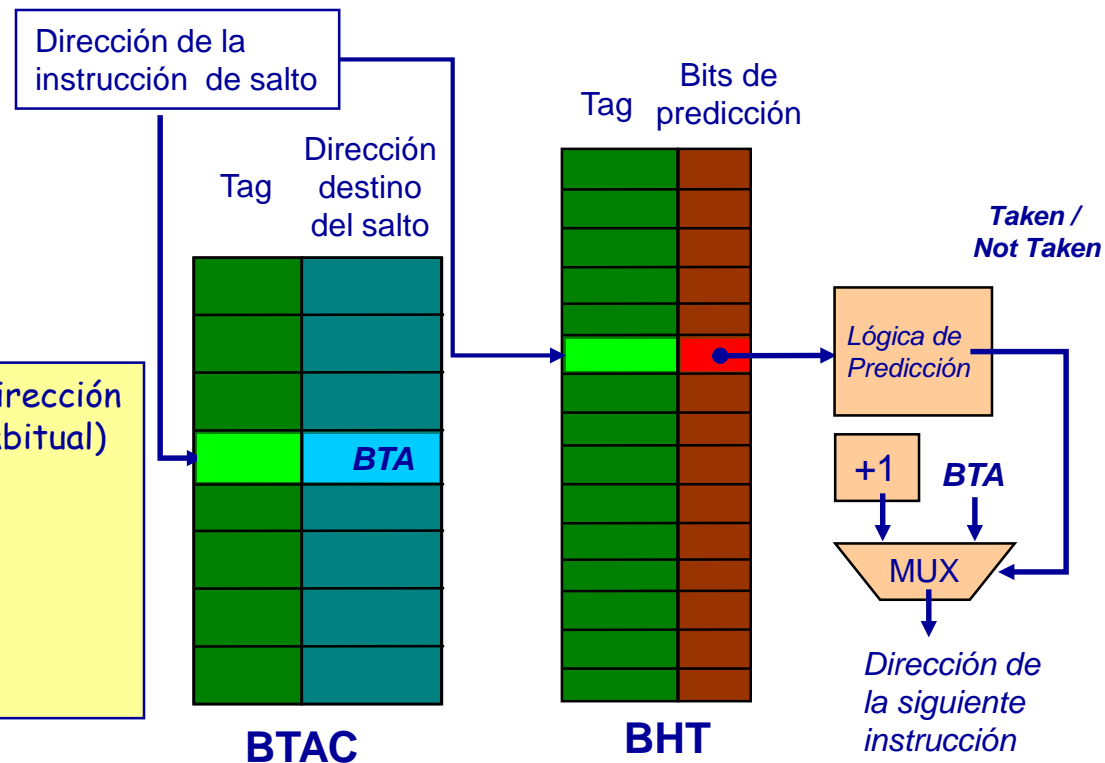 Dirección de la
instrucción de salto
Tag
Dirección
destino
del salto
BTA
BTAC
Tag
Bits de
predicción
BHT
Taken /
Not Taken
Lógica de
Predicción
+1
BTA
MUX
Dirección de
la siguiente
instrucción